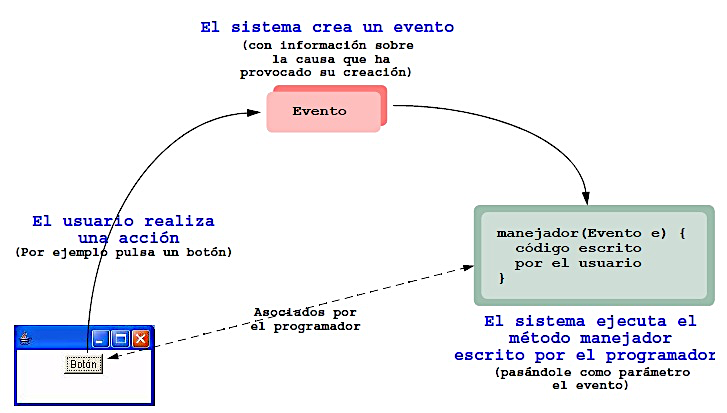 El sistema crea un evento
(con información sobre
la causa que ha
provocado su creación)
Evento
El usuario realiza
una acción
(Por ejemplo pulsa un botón)
manejador(Evento e) {
código escrito
por el usuario
}
Asociados por
el programador
El sistema ejecuta el
método manejador
escrito por el programador
(pasándole como parámetro
el evento)
Botón